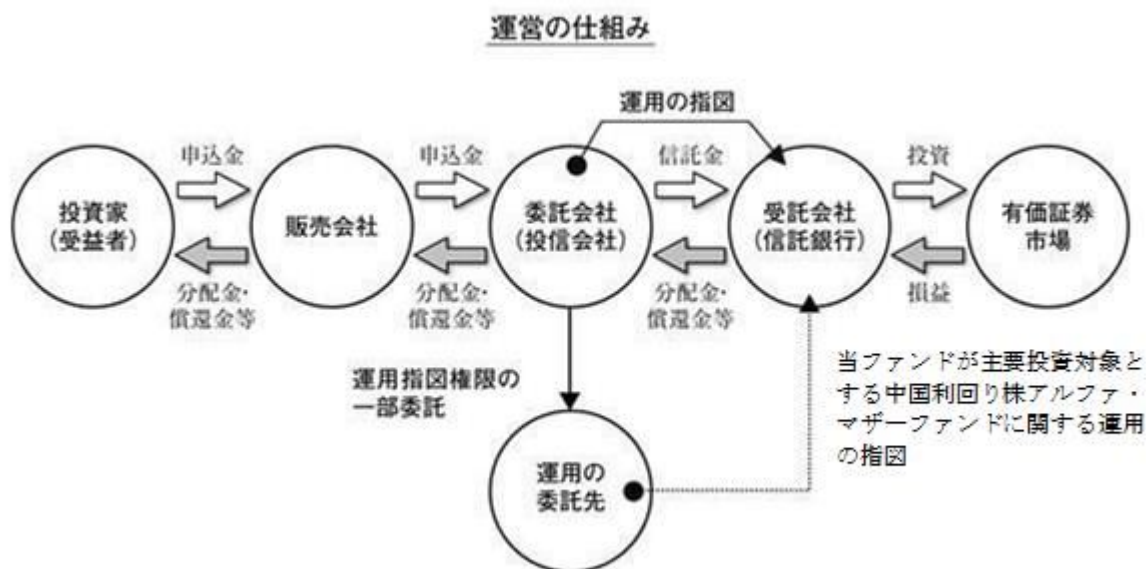 運営の仕組み
運用の指図
申込金
申込金
信託金
投資
投資家
(受益者)
販売会社
委託会社
(投信会社)
受託会社
(信託銀行)
有価証券
市場
分配金・
償還金等
分配金・
償還金等
分配金・
償還金等
損益
運用指図権限の
一部委託
当ファンドが主要投資対象と
する中国利回り株アルファ・
マザーファンドに関する運用
の指図
運用の
委託先